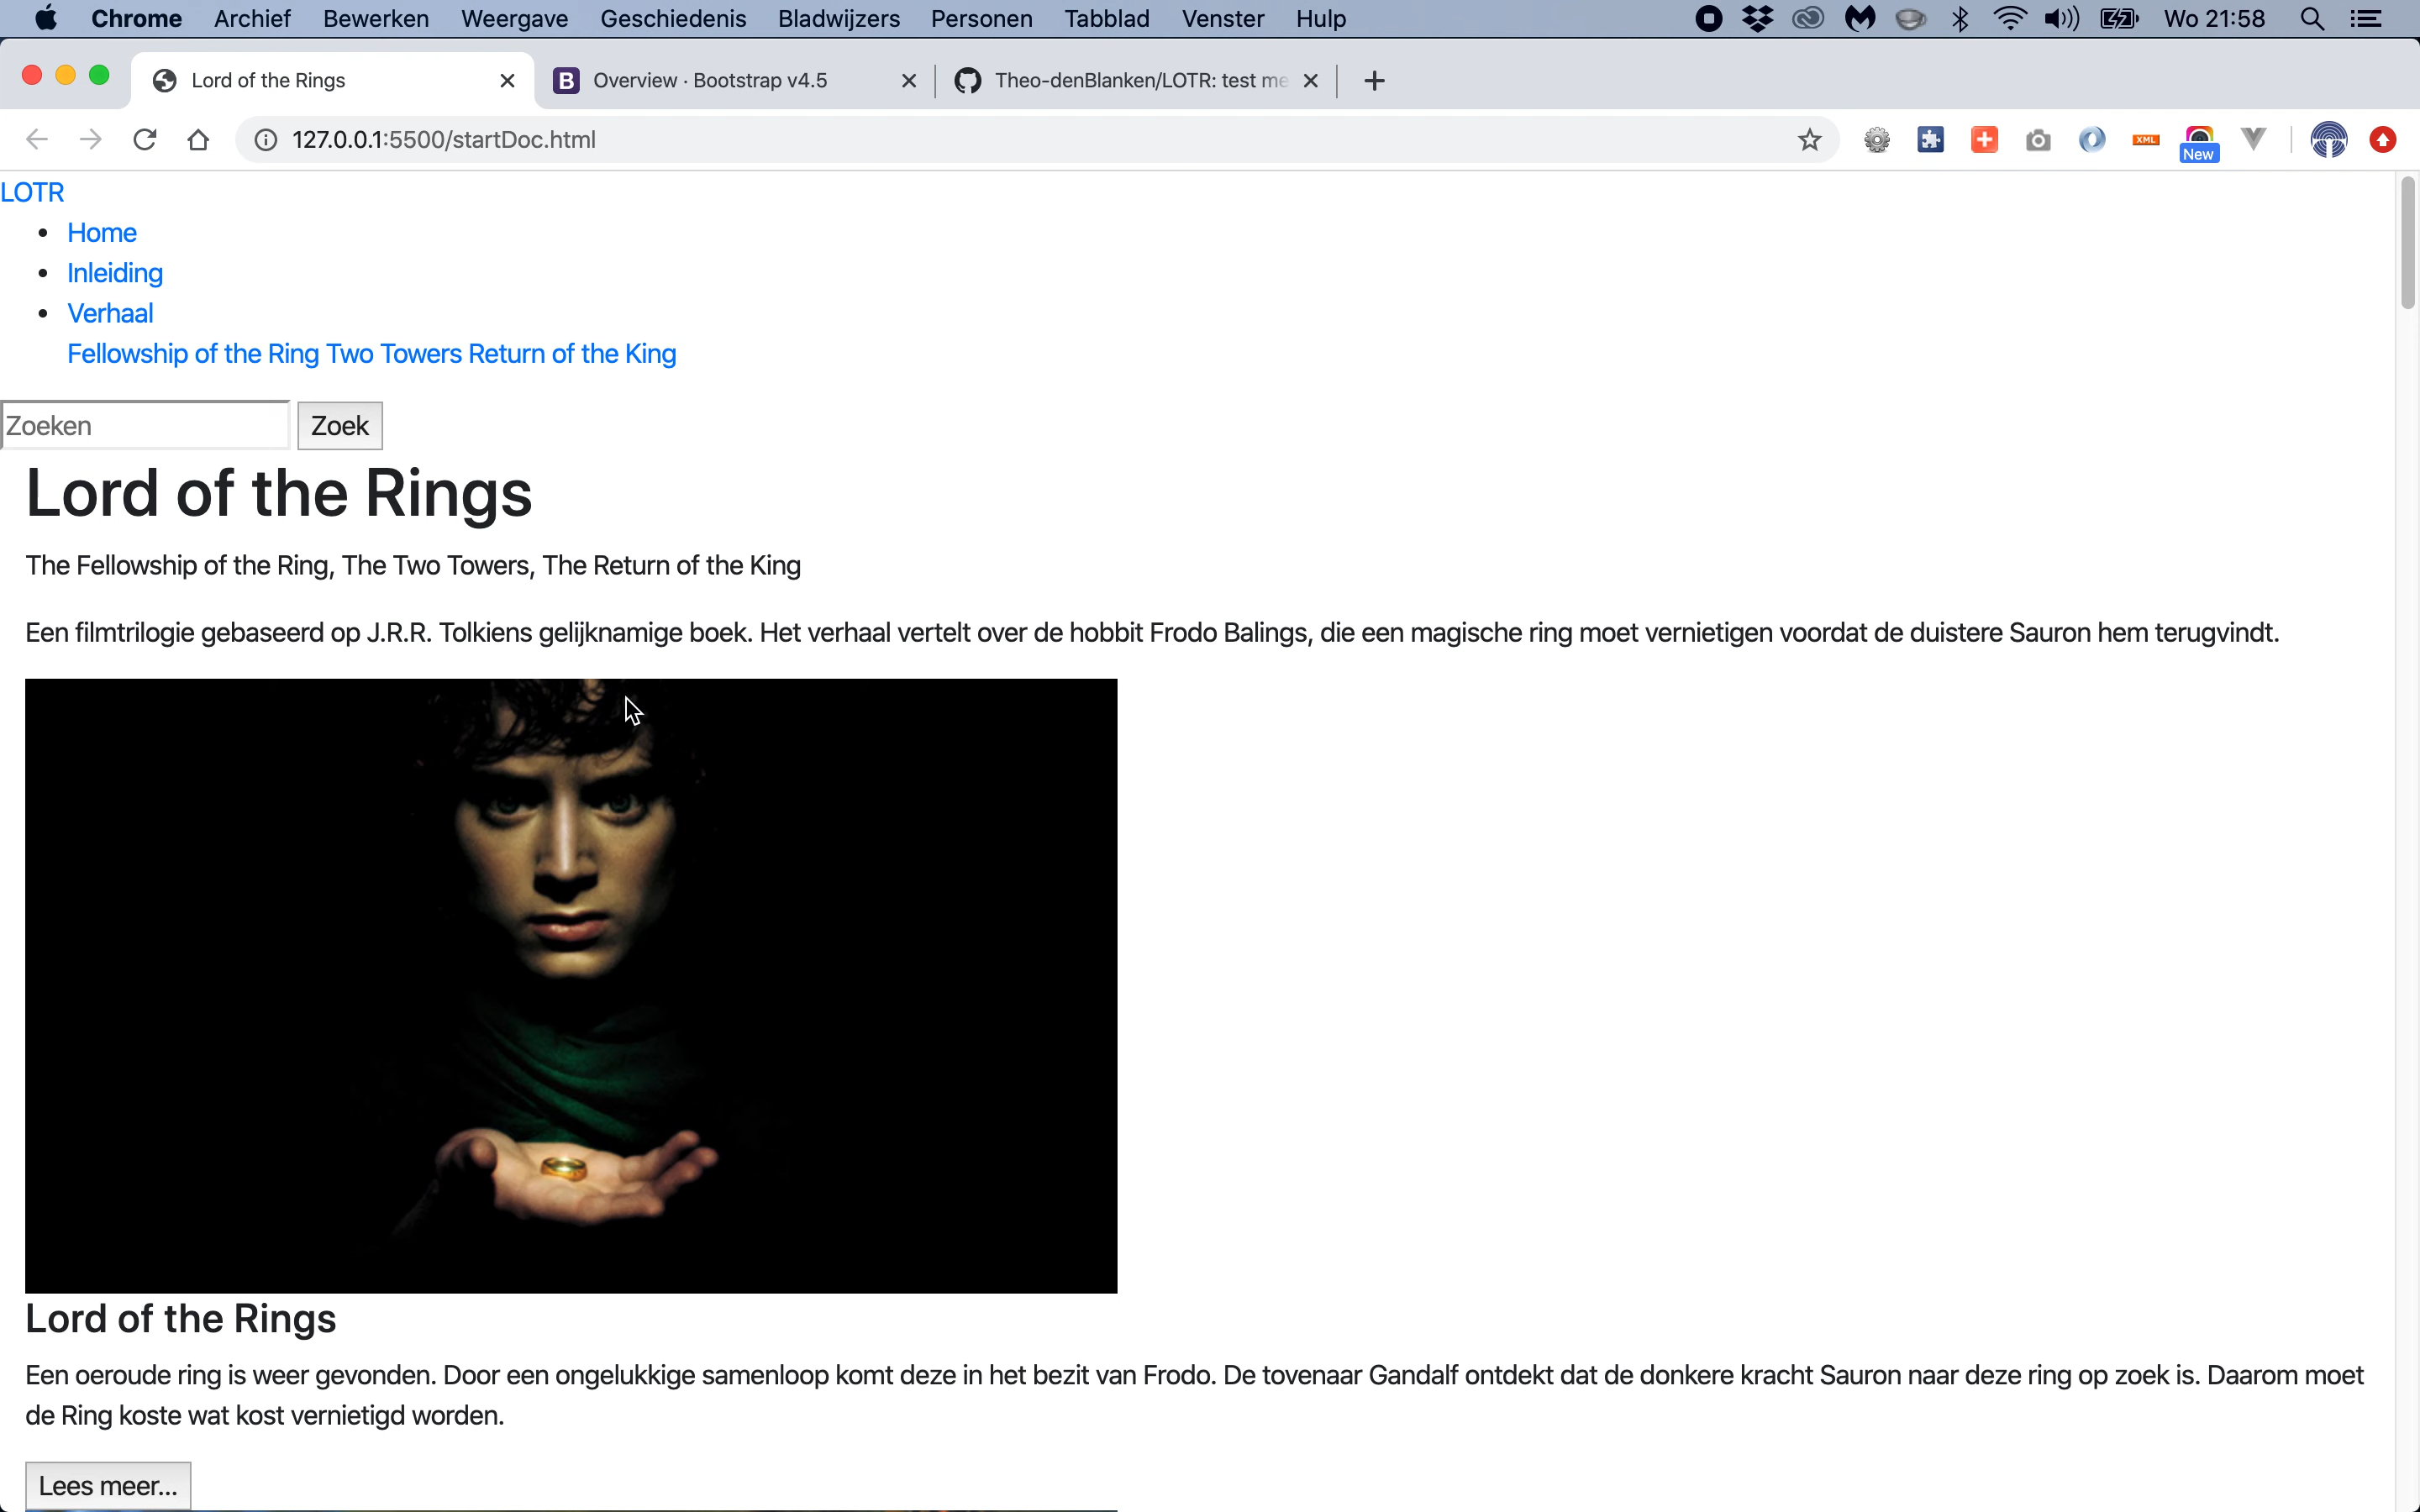 Chrome Archief Bewerken Weergave Geschiedenis Bladwijzers Personen Tabblad Venster Hulp Wo 21:58
Lord of the Rings B Overview · Bootstrap v4.5 Theo-denBlanken/LOTR: test me
127.0.0.1:5500/startDoc.html XML New
LOTR
Home
Inleiding
Verhaal
Fellowship of the Ring Two Towers Return of the King
Zoeken Zoek
Lord of the Rings
The Fellowship of the Ring, The Two Towers, The Return of the King
Een filmtrilogie gebaseerd op J.R.R. Tolkiens gelijknamige boek. Het verhaal vertelt over de hobbit Frodo Balings, die een magische ring moet vernietigen voordat de duistere Sauron hem terugvindt.
Lord of the Rings
Een oeroude ring is weer gevonden. Door een ongelukkige samenloop komt deze in het bezit van Frodo. De tovenaar Gandalf ontdekt dat de donkere kracht Sauron naar deze ring op zoek is. Daarom moet
de Ring koste wat kost vernietigd worden.
Lees meer...